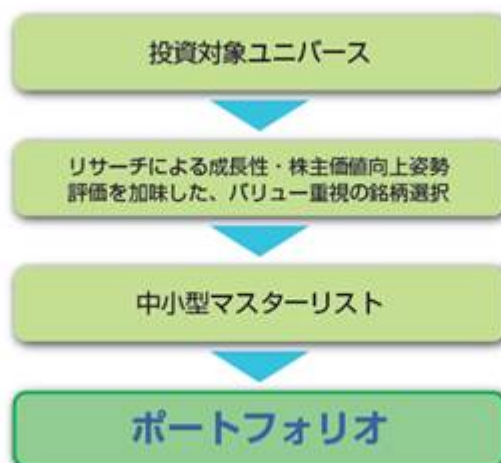 投資対象ユニバース
リサーチによる成長性・株主価値向上姿勢
評価を加味した、バリュー重視の銘柄選択
中小型マスターリスト
ポートフォリオ